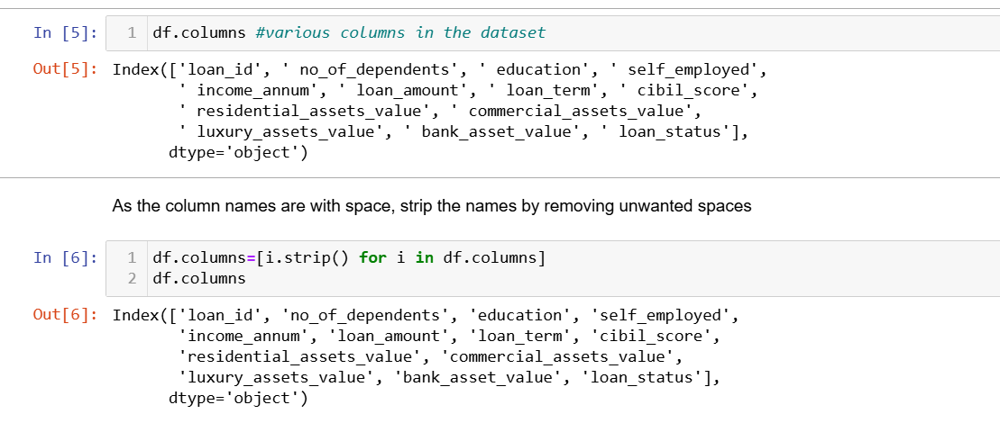 In [5]: 1 df.columns #various columns in the dataset
Out[5]: Index(['loan_id', ' no_of_dependents', ' education', ' self_employed',
' income_annum', ' loan_amount', ' loan_term', ' cibil_score',
' residential_assets_value', ' commercial_assets_value',
' luxury_assets_value', ' bank_asset_value', ' loan_status'],
dtype='object')
As the column names are with space, strip the names by removing unwanted spaces
In [6]: 1 df.columns=[i.strip() for i in df.columns]
2 df.columns
Out[6]: Index(['loan_id', 'no_of_dependents', 'education', 'self_employed',
'income_annum', 'loan_amount', 'loan_term', 'cibil_score',
'residential_assets_value', 'commercial_assets_value',
'luxury_assets_value', 'bank_asset_value', 'loan_status'],
dtype='object')